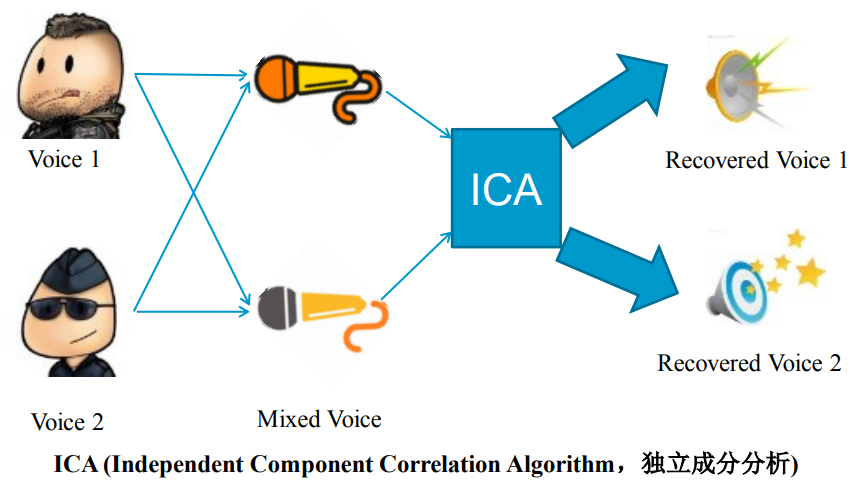 Voice 1
ICA
Recovered Voice 1
Recovered Voice 2
Voice 2
Mixed Voice
ICA (Independent Component Correlation Algorithm，独立成分分析)